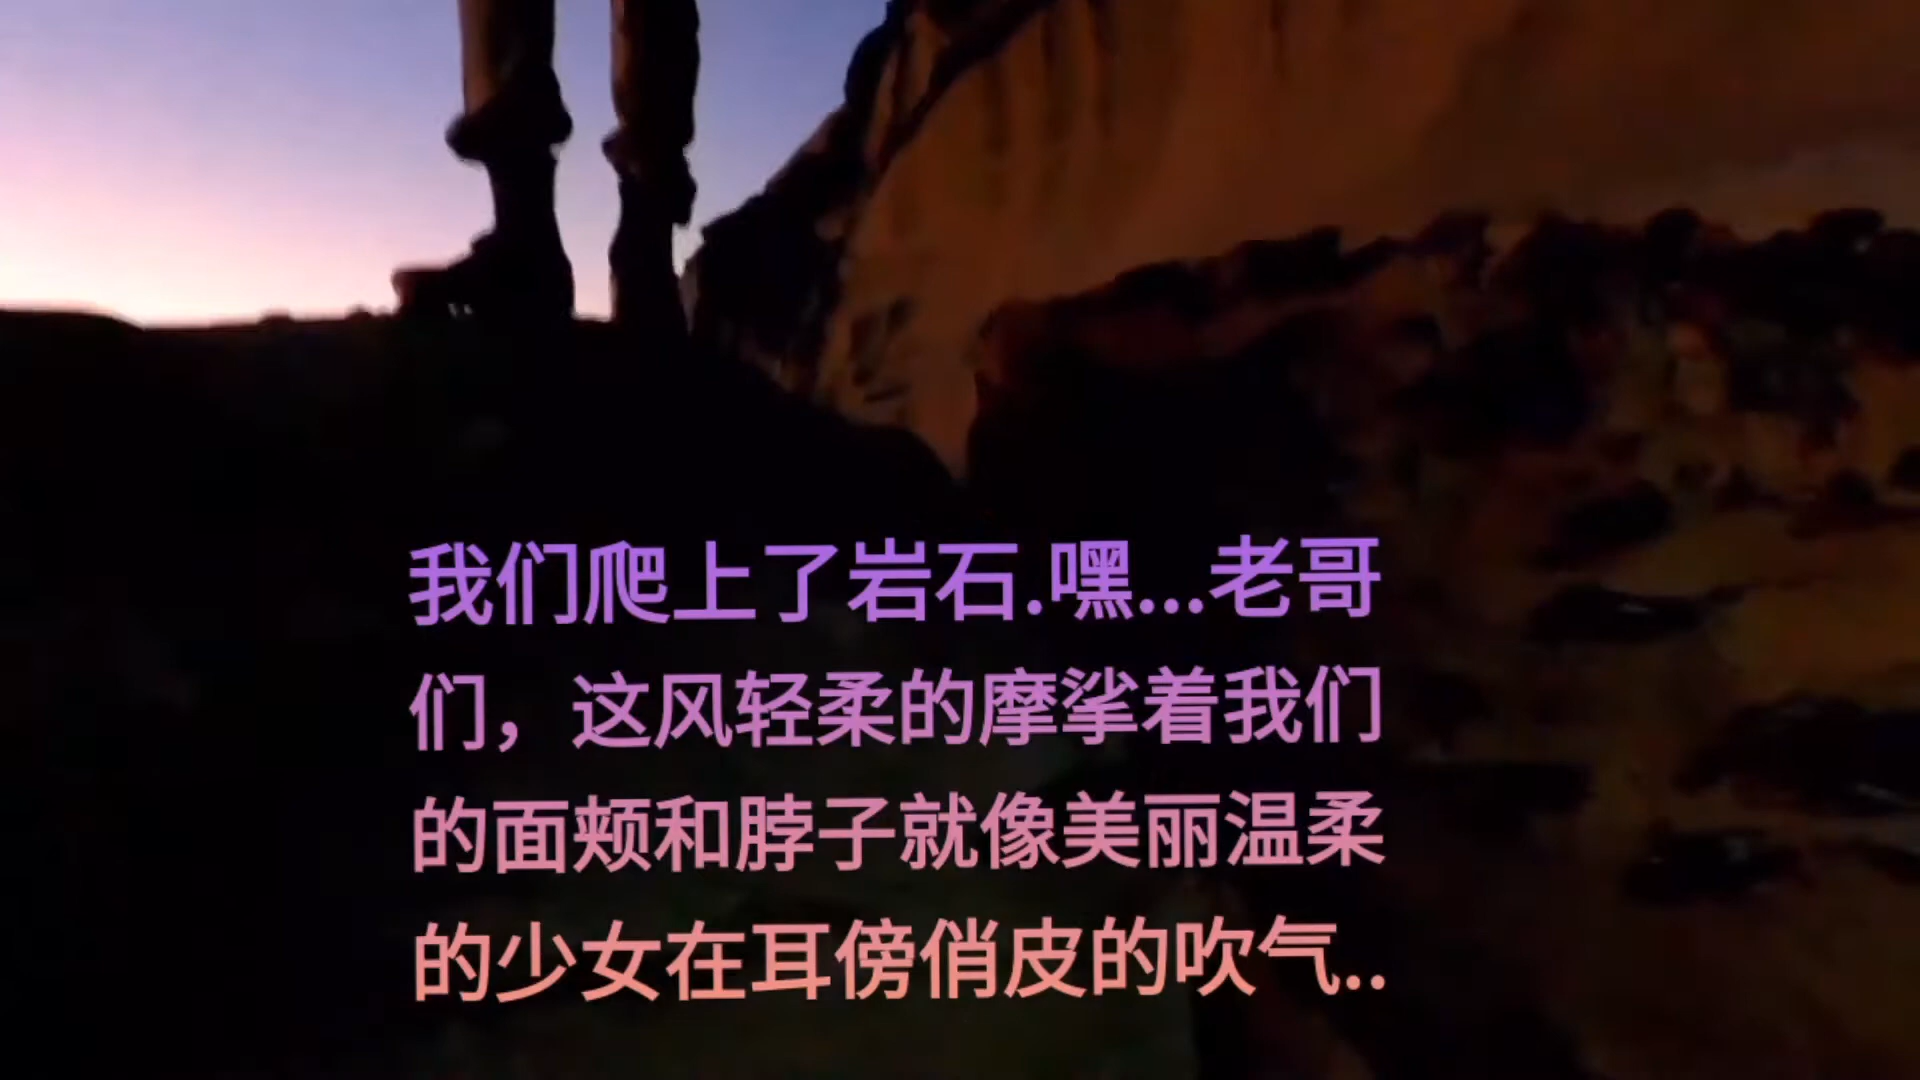 我们爬上了岩石.嘿...老哥
们，这风轻柔的摩挲着我们
的面颊和脖子就像美丽温柔
的少女在耳傍俏皮的吹气..